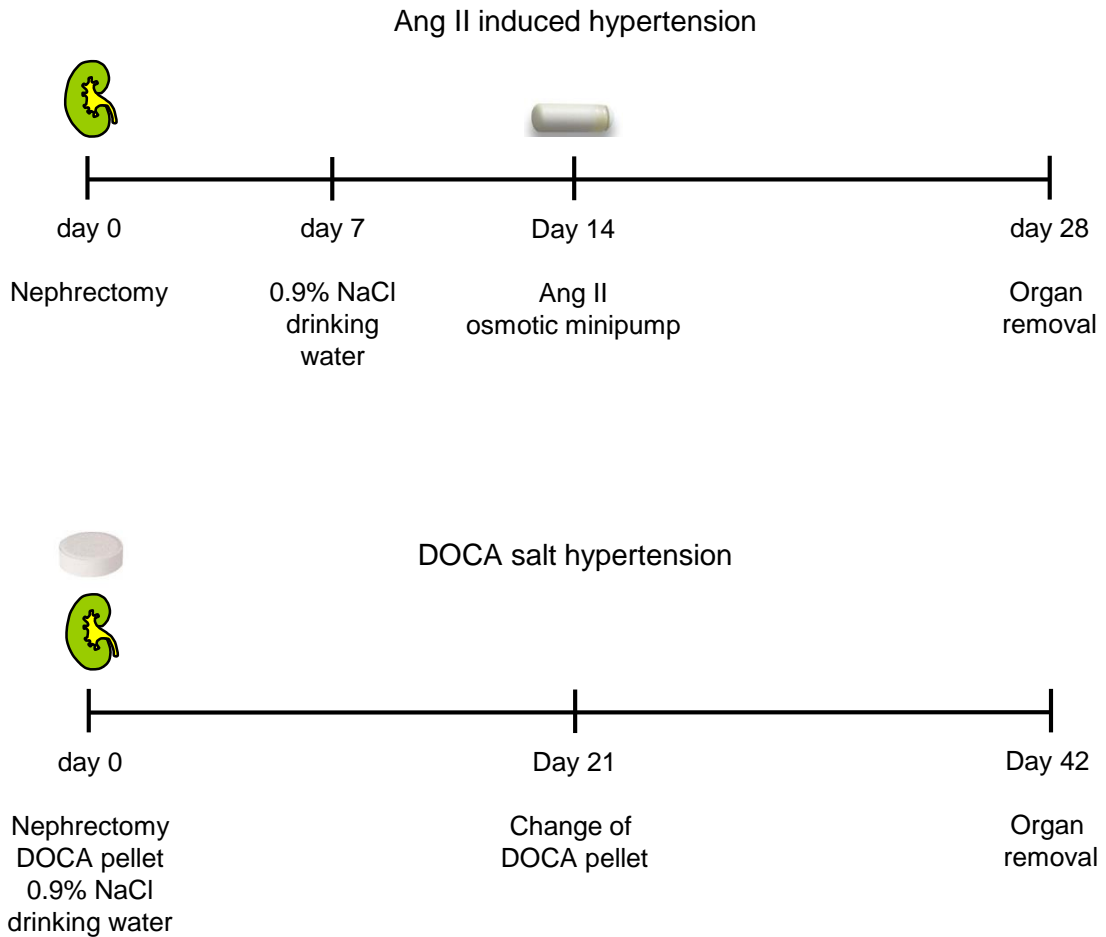 Ang II induced hypertension
day 0
day 7
Day 14
day 28
Nephrectomy
0.9% NaCl
drinking
water
Ang II
osmotic minipump
Organ
removal
DOCA salt hypertension
day 0
Day 21
Day 42
Nephrectomy
DOCA pellet
0.9% NaCl
drinking water
Change of
DOCA pellet
Organ
removal